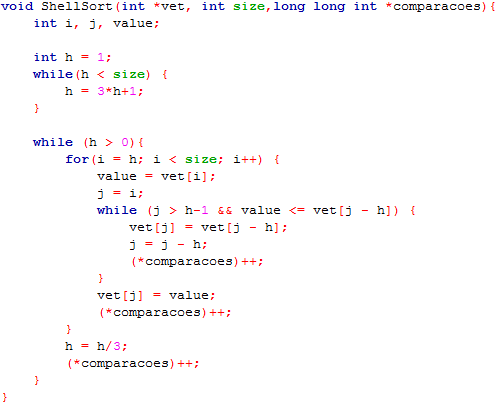 void ShellSort(int *vet, int size,long long int *comparacoes){
    int i, j, value;

    int h = 1;
    while(h < size) {
        h = 3*h+1;
    }

    while (h > 0){
        for(i = h; i < size; i++) {
            value = vet[i];
            j = i;
            while (j > h-1 && value <= vet[j - h]) {
                vet[j] = vet[j - h];
                j = j - h;
                (*comparacoes)++;
            }
            vet[j] = value;
            (*comparacoes)++;
        }
        h = h/3;
        (*comparacoes)++;
    }
}